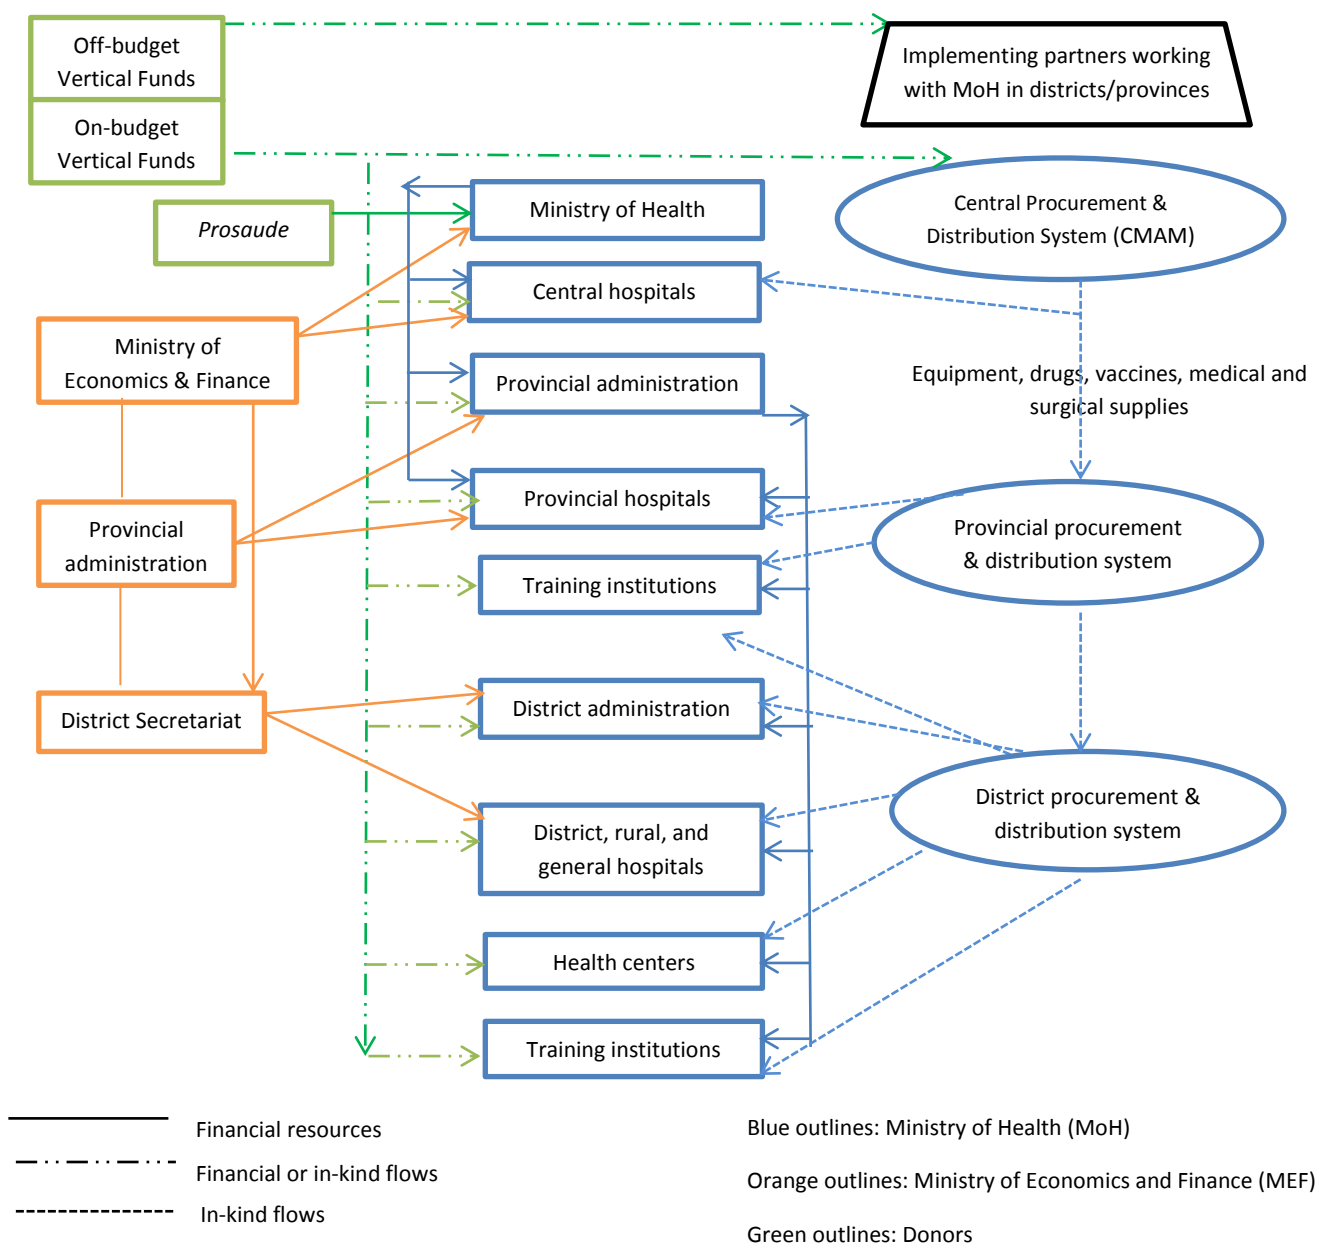 Off-budget
Vertical Funds
Implementing partners working
with MoH in districts/provinces
On-budget
Vertical Funds
Prosaude
Ministry of Health
Central Procurement &
Distribution System (CMAM)
Central hospitals
Ministry of
Economics & Finance
Provincial administration
Equipment, drugs, vaccines, medical and
surgical supplies
Provincial hospitals
Provincial
administration
Provincial procurement
& distribution system
Training institutions
District Secretariat
District administration
District procurement &
distribution system
District, rural, and
general hospitals
Health centers
Training institutions
Financial resources
Financial or in-kind flows
In-kind flows
Blue outlines: Ministry of Health (MoH)
Orange outlines: Ministry of Economics and Finance (MEF)
Green outlines: Donors